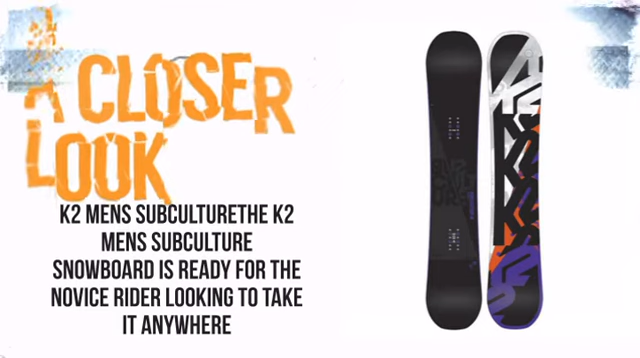 A CLOSER
LOOK
K2 MENS SUBCULTURETHE K2
MENS SUBCULTURE
SNOWBOARD IS READY FOR THE
NOVICE RIDER LOOKING TO TAKE
IT ANYWHERE